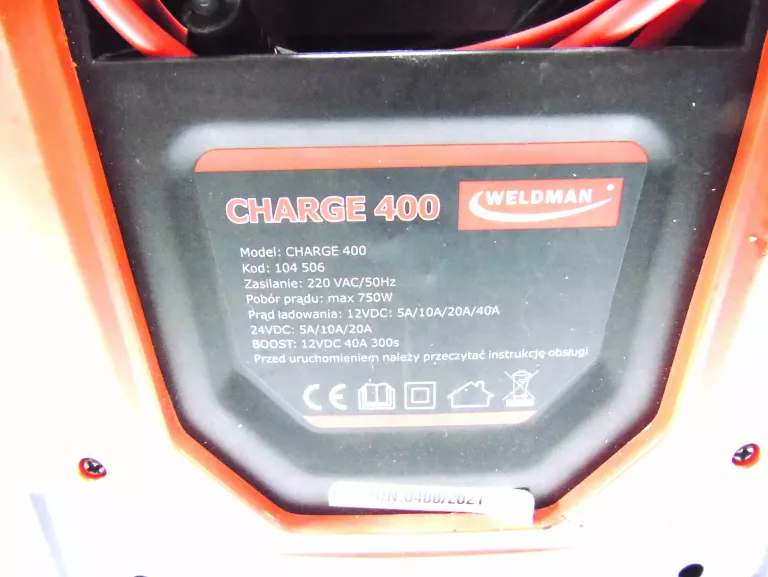 CHARGE 400
WELDMAN®
Model: CHARGE 400
Kod: 104 506
Zasilanie: 220 VAC/50Hz
Pobór prądu: max 750W
Prąd ładowania: 12VDC: 5A/10A/20A/40A
24VDC: 5A/10A/20A
BOOST: 12VDC 40A 300s
Przed uruchomieniem należy przeczytać instrukcję obsługi
CE
S/N 0400/2021